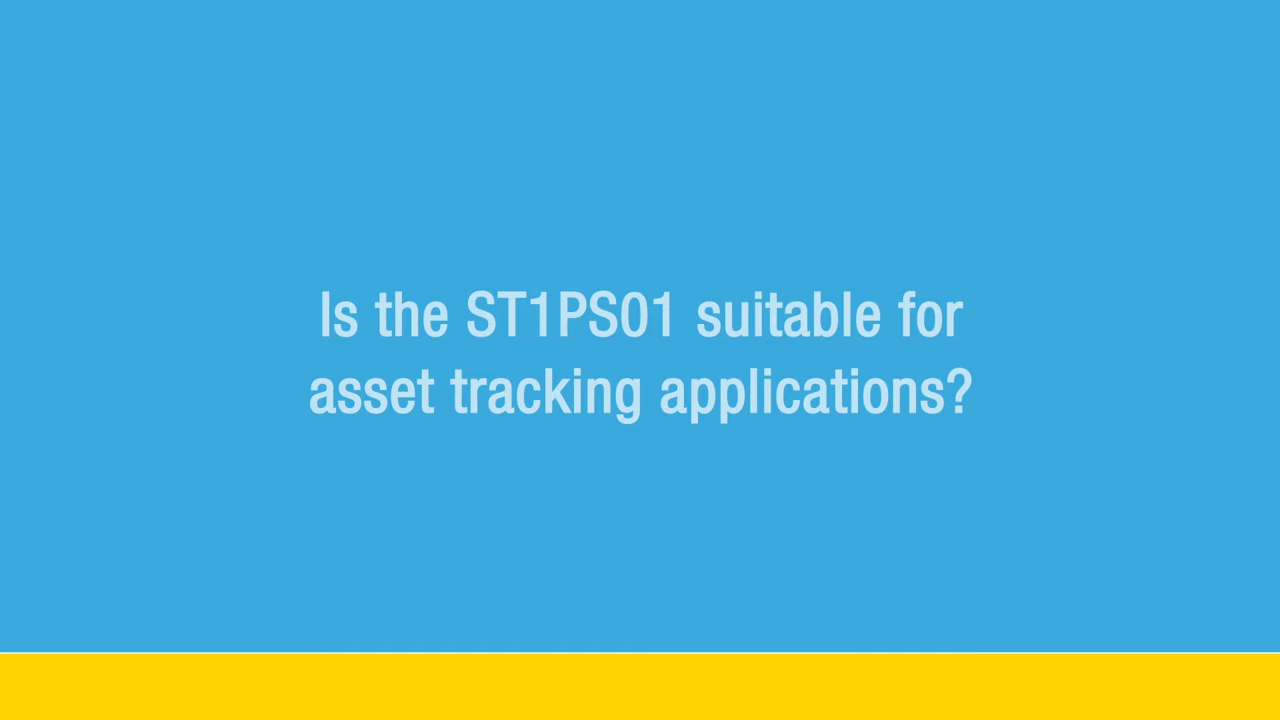 Is the ST1PS01 suitable for
asset tracking applications?